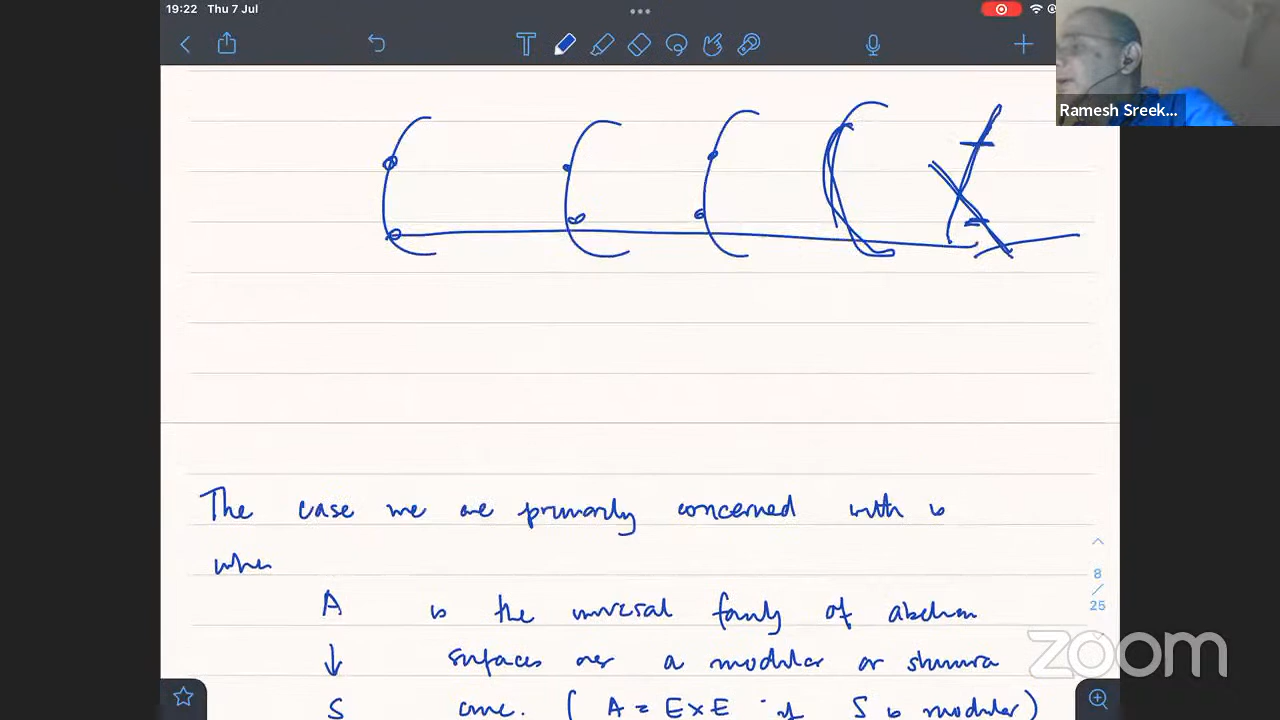 19:22 Thu 7 Jul
Ramesh Sreek...
The case we are primarily concerned with is
when
A is the universal family of abelian
↓ surfaces over a modular or shimura
S curve. ( A = E × E if S is modular)
8
/
25
zoom